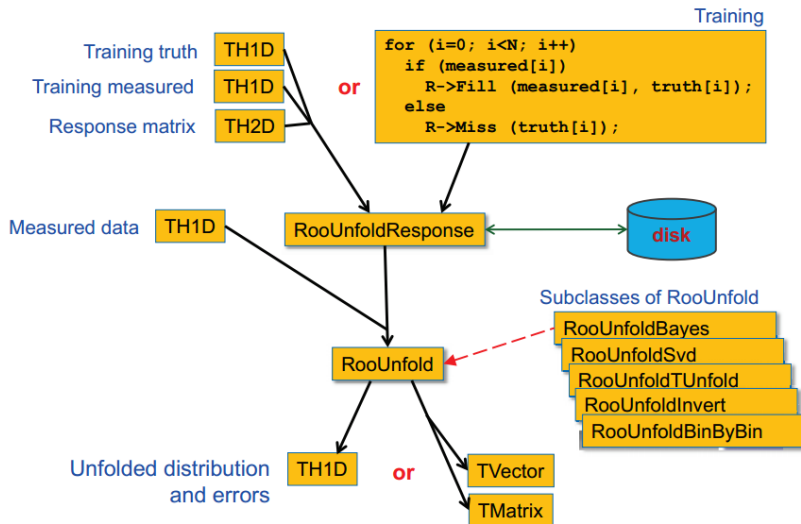 Training
Training truth
TH1D
Training measured
TH1D
Response matrix
TH2D
or
for (i=0; i<N; i++)
if (measured[i])
R->Fill (measured[i], truth[i]);
else
R->Miss (truth[i]);
Measured data
TH1D
RooUnfoldResponse
disk
Subclasses of RooUnfold
RooUnfoldBayes
RooUnfoldSvd
RooUnfoldTUnfold
RooUnfoldInvert
RooUnfoldBinByBin
RooUnfold
Unfolded distribution
and errors
TH1D
or
TVector
TMatrix